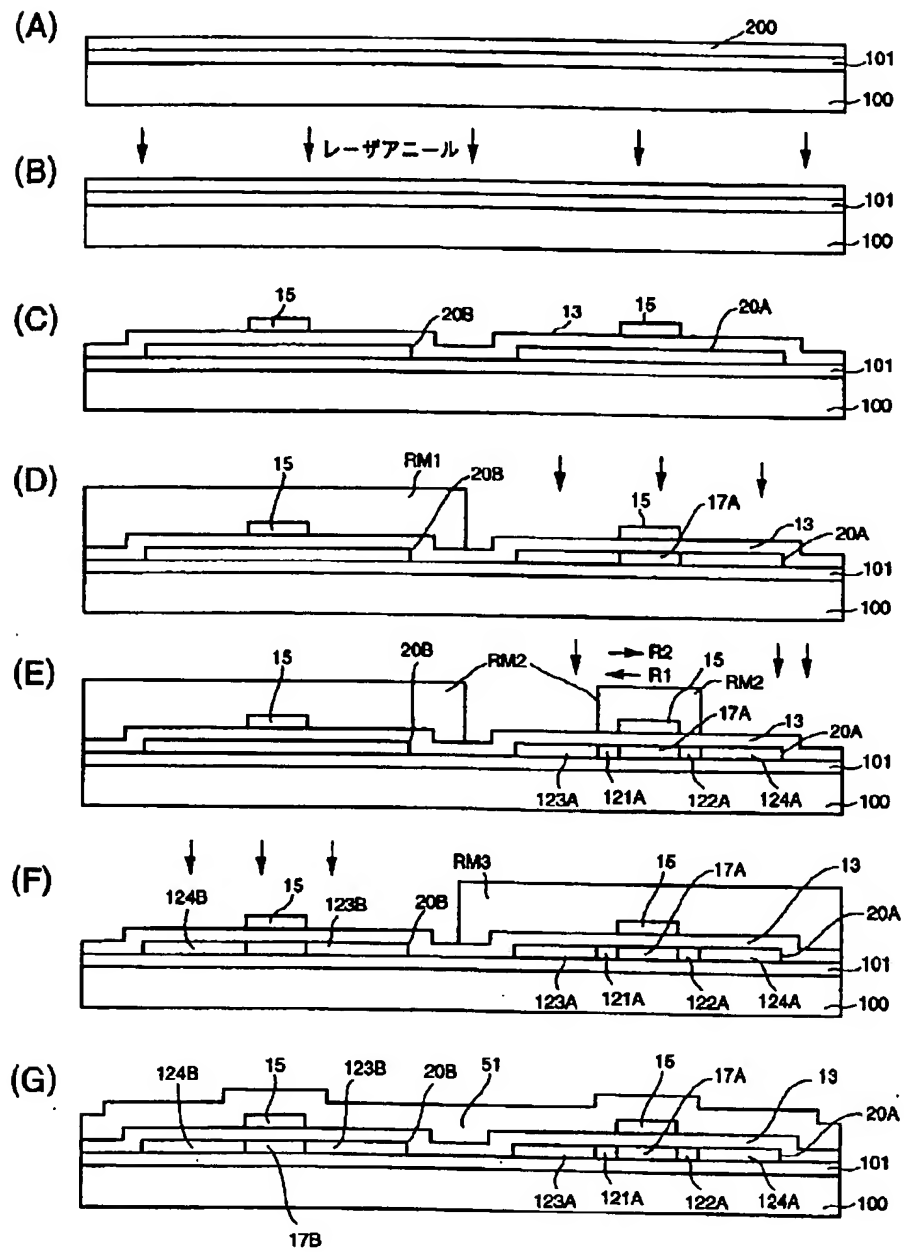 (A)
200
101
100
レーザアニール
(B)
101
100
(C)
15 20B 13 15 20A
101
100
(D)
15 RM1 20B 15 17A 13
20A
101
100
(E)
15 20B RM2 R2
R1 15 RM2
17A 13
20A
101
123A 121A 122A 124A 100
(F)
124B 15 123B 20B RM3 15 17A 13
20A
101
123A 121A 122A 124A
100
(G)
124B 15 123B 20B 51 15 17A 13
20A
101
123A 121A 122A 124A 100
17B